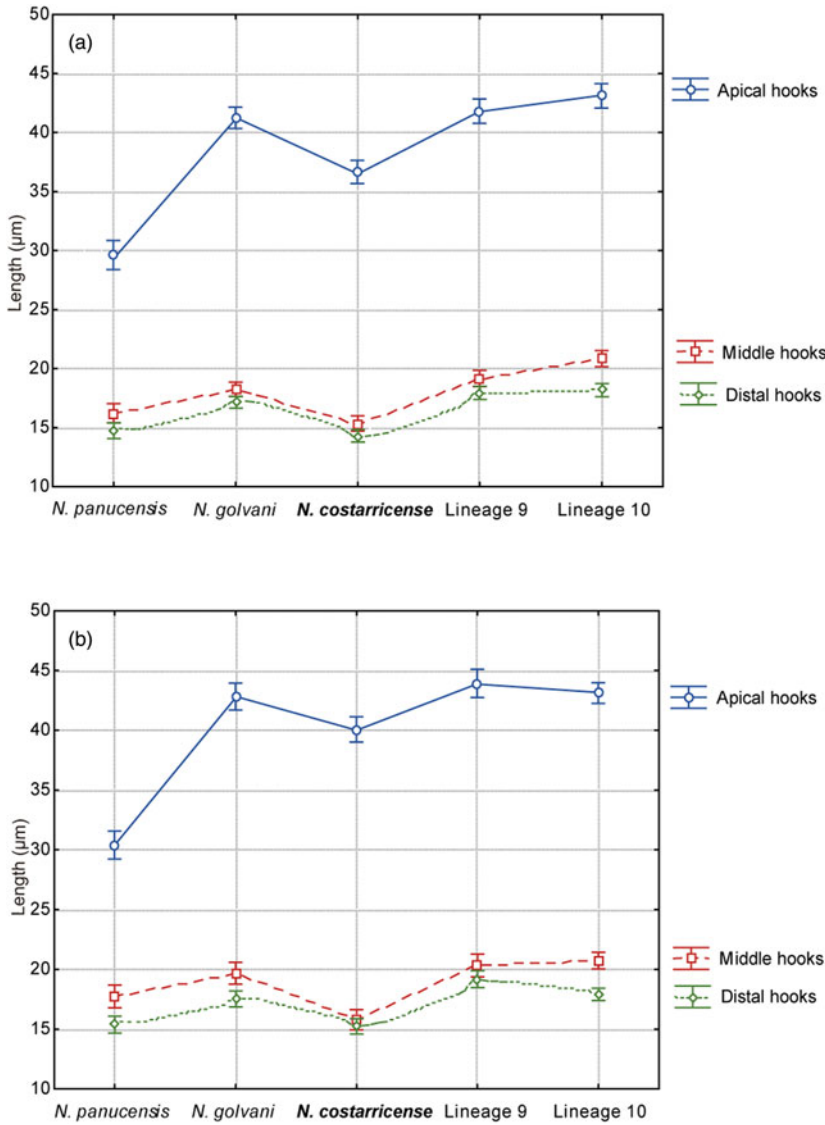 (a)
50
45
40
35
30
25
20
15
10
Length (µm)
N. panucensis N. golvani N. costarricense Lineage 9 Lineage 10
Apical hooks
Middle hooks
Distal hooks
(b)
50
45
40
35
30
25
20
15
10
Length (µm)
N. panucensis N. golvani N. costarricense Lineage 9 Lineage 10
Apical hooks
Middle hooks
Distal hooks